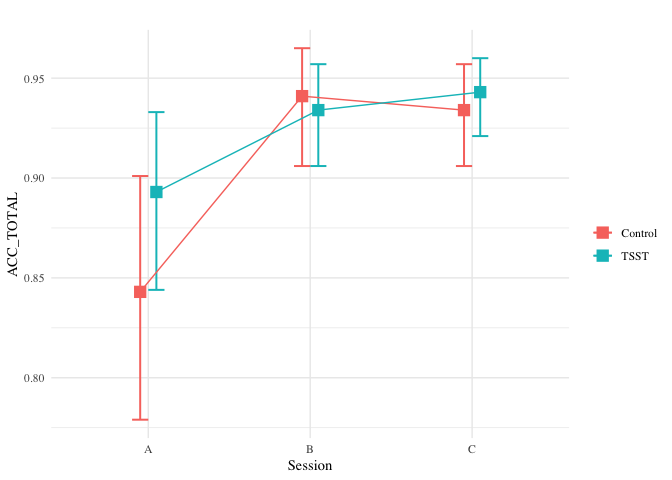 0.95
0.90
0.85
0.80
ACC_TOTAL
A B C
Session
Control
TSST